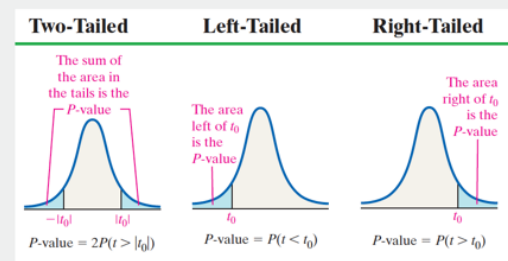 Two-Tailed
The sum of
the area in
the tails is the
P-value
−|t₀|
|t₀|
P-value = 2P(t > |t₀|)
Left-Tailed
The area
left of t₀
is the
P-value
t₀
P-value = P(t < t₀)
Right-Tailed
The area
right of t₀
is the
P-value
t₀
P-value = P(t > t₀)